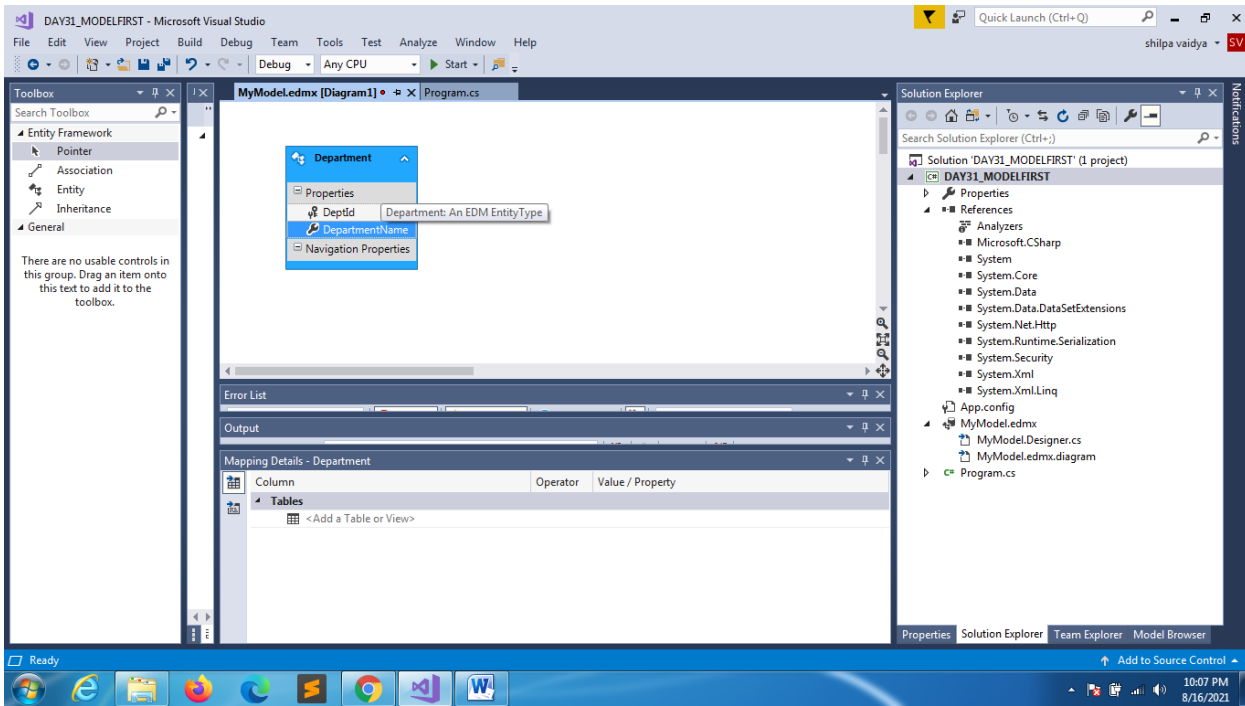 DAY31_MODELFIRST - Microsoft Visual Studio
Quick Launch (Ctrl+Q)
File Edit View Project Build Debug Team Tools Test Analyze Window Help
shilpa vaidya
SV
Debug
Any CPU
Start
Toolbox
Search Toolbox
Entity Framework
Pointer
Association
Entity
Inheritance
General
There are no usable controls in
this group. Drag an item onto
this text to add it to the
toolbox.
MyModel.edmx [Diagram1]
Program.cs
Department
Properties
DeptId
Department: An EDM EntityType
DepartmentName
Navigation Properties
Error List
Output
Mapping Details - Department
Column
Operator
Value / Property
Tables
<Add a Table or View>
Solution Explorer
Search Solution Explorer (Ctrl+;)
Solution 'DAY31_MODELFIRST' (1 project)
C# DAY31_MODELFIRST
Properties
References
Analyzers
Microsoft.CSharp
System
System.Core
System.Data
System.Data.DataSetExtensions
System.Net.Http
System.Runtime.Serialization
System.Security
System.Xml
System.Xml.Linq
App.config
MyModel.edmx
MyModel.Designer.cs
MyModel.edmx.diagram
C# Program.cs
Properties
Solution Explorer
Team Explorer
Model Browser
Notifications
Ready
Add to Source Control
10:07 PM
8/16/2021